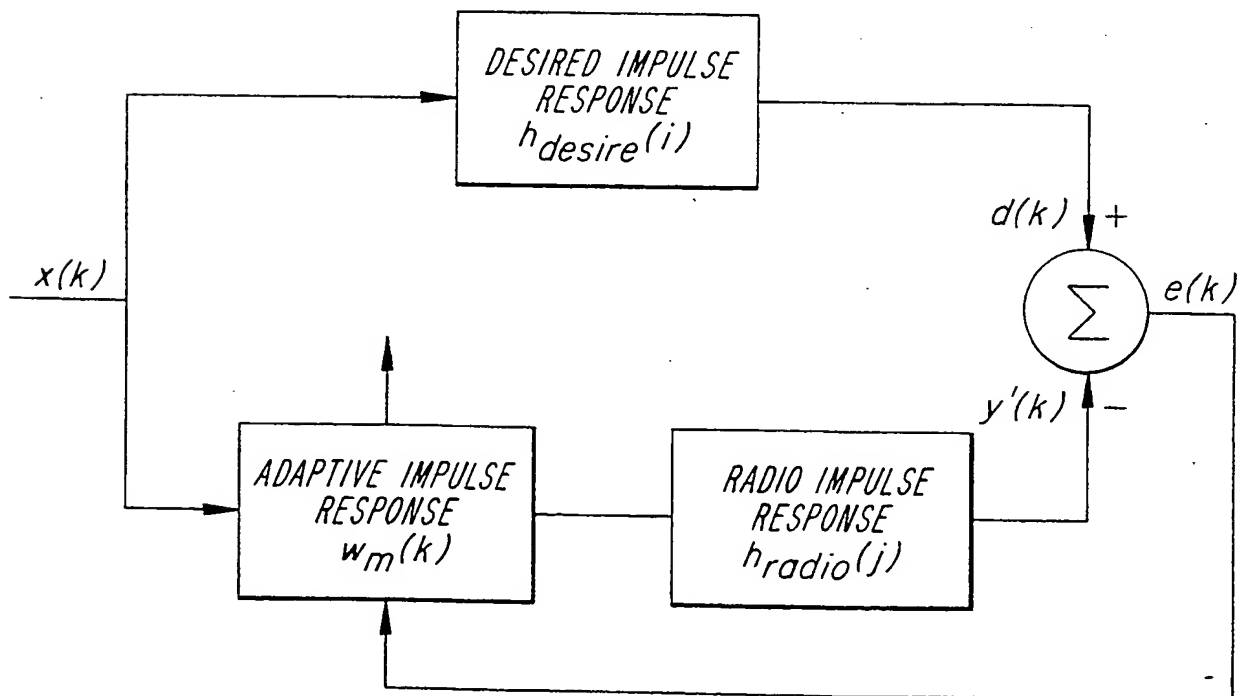 DESIRED IMPULSE
RESPONSE
h_desire(i)
d(k) +
x(k)
Σ
e(k)
y'(k) −
ADAPTIVE IMPULSE
RESPONSE
w_m(k)
RADIO IMPULSE
RESPONSE
h_radio(j)